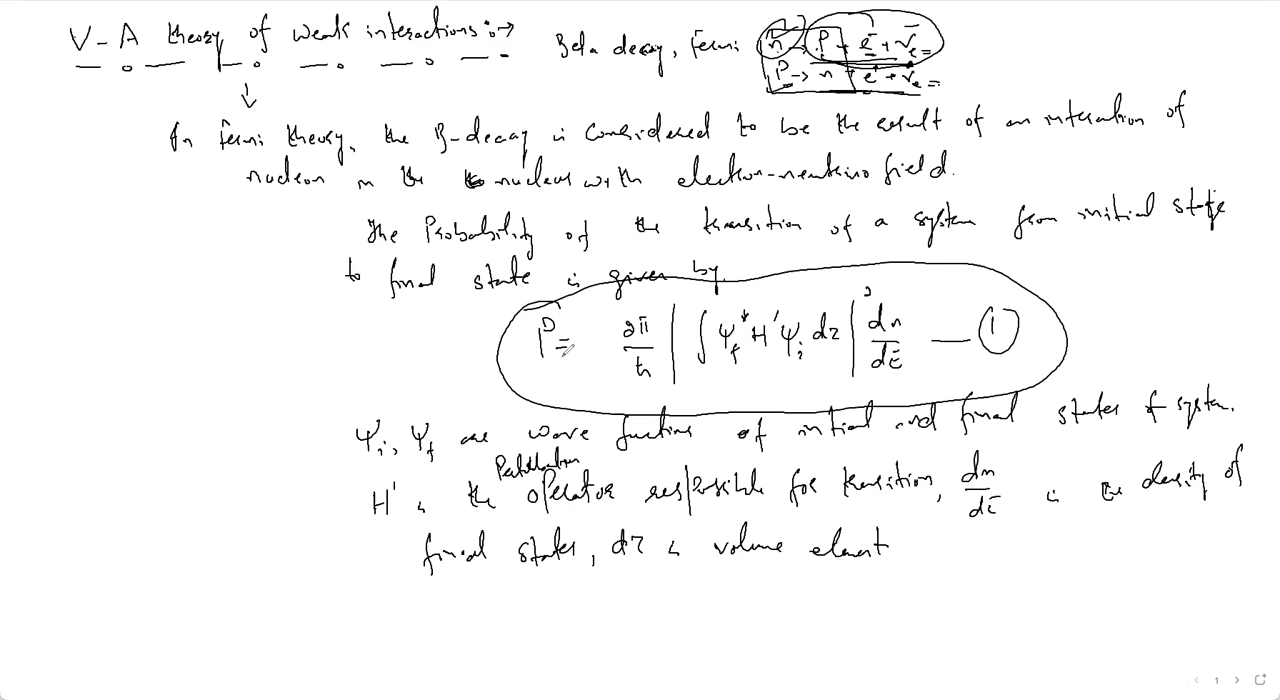 V-A theory of weak interactions :→ Beta decay, Fermi n → P + e⁻ + ν̄e
P → n + e⁺ + νe
In Fermi theory, the β-decay is considered to be the result of an interaction of
nucleon in the nucleus with electron-neutrino field.
The Probability of the transition of a system from initial state
to final state is given by
P = 2π/ħ | ∫ ψf* H' ψi dτ |² dn/dE — ①
ψi, ψf are wave functions of initial and final states of system.
Perturbation
H' is the operator responsible for transition, dn/dE is the density of
final states, dτ is volume element
1